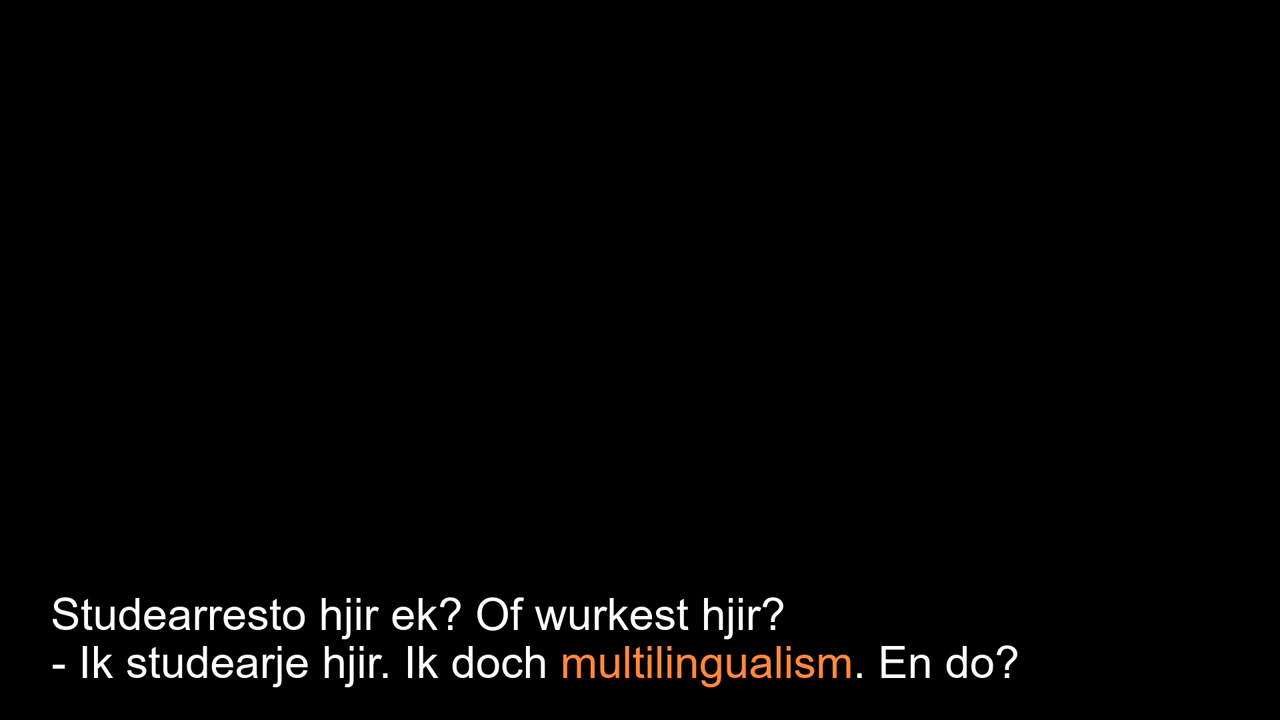 Studearresto hjir ek? Of wurkest hjir?
- Ik studearje hjir. Ik doch multilingualism. En do?